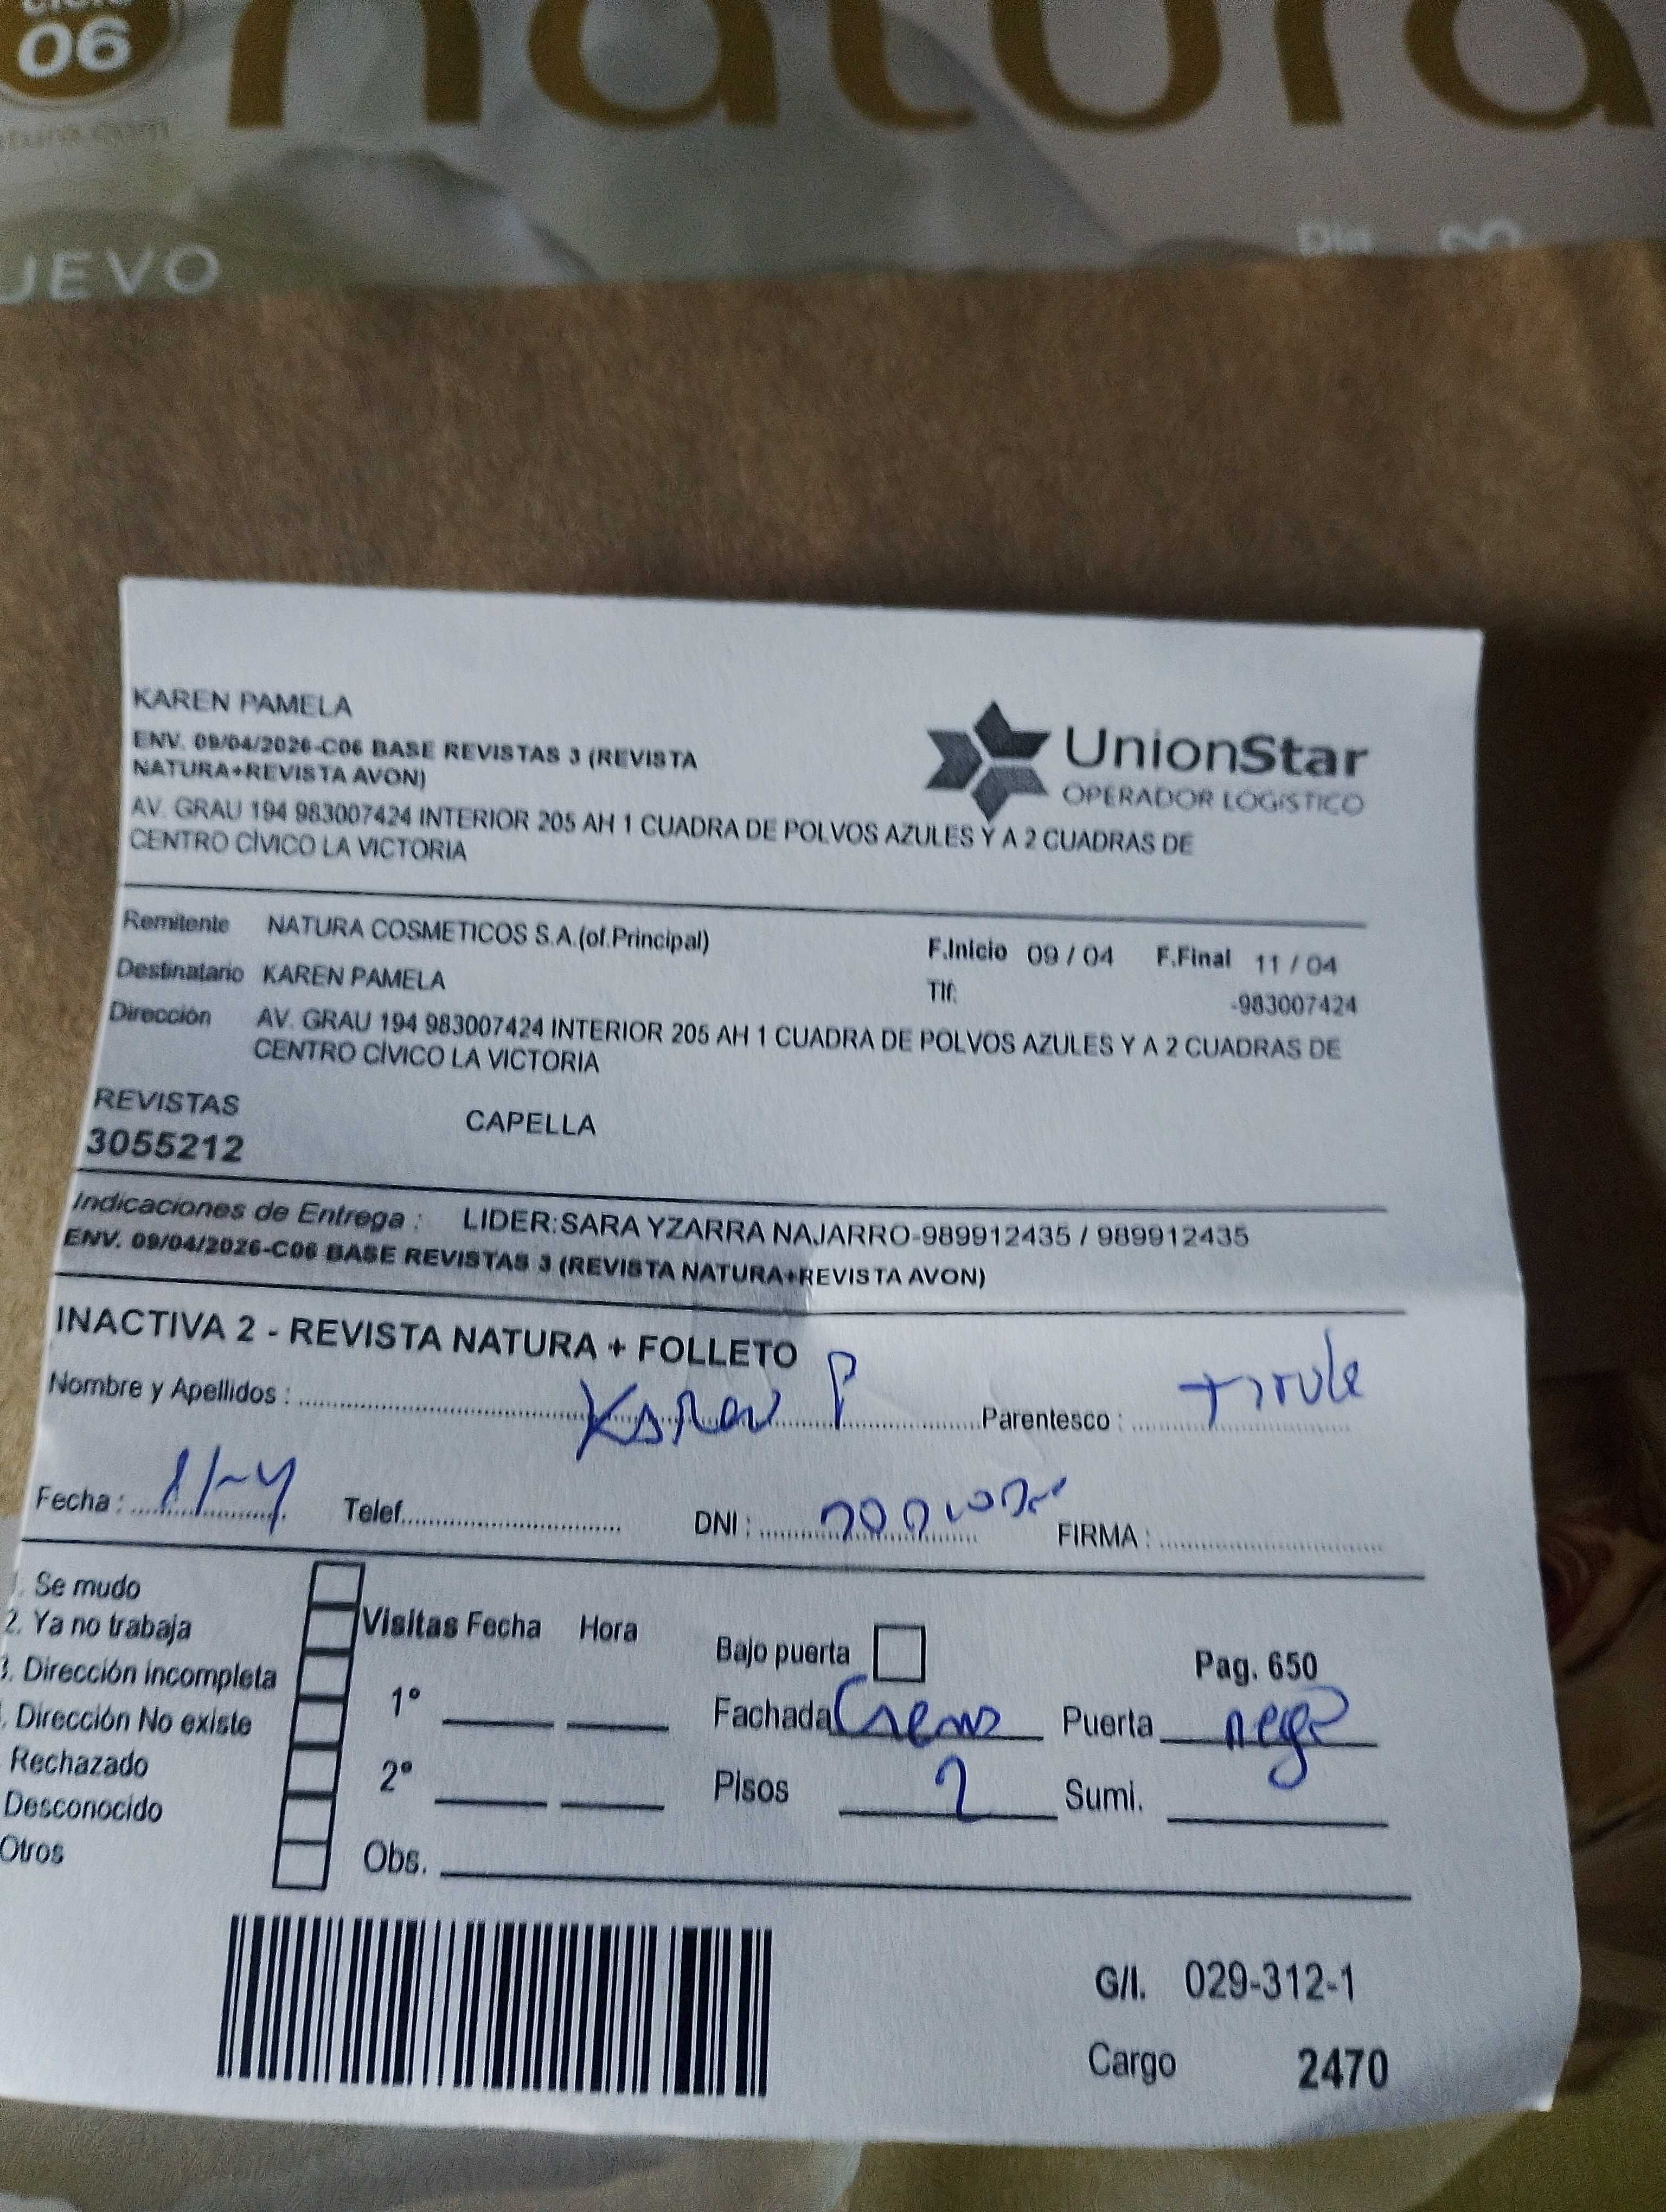 06
natura
UEVO
KAREN PAMELA
ENV. 09/04/2026-C06 BASE REVISTAS 3 (REVISTA
NATURA+REVISTA AVON)
UnionStar
OPERADOR LOGÍSTICO
AV. GRAU 194 983007424 INTERIOR 205 AH 1 CUADRA DE POLVOS AZULES Y A 2 CUADRAS DE
CENTRO CÍVICO LA VICTORIA
Remitente NATURA COSMETICOS S.A.(of.Principal)
F.Inicio 09 / 04 F.Final 11 / 04
Destinatario KAREN PAMELA
Tlf: -983007424
Dirección AV. GRAU 194 983007424 INTERIOR 205 AH 1 CUADRA DE POLVOS AZULES Y A 2 CUADRAS DE
CENTRO CÍVICO LA VICTORIA
REVISTAS CAPELLA
3055212
Indicaciones de Entrega : LIDER:SARA YZARRA NAJARRO-989912435 / 989912435
ENV. 09/04/2026-C06 BASE REVISTAS 3 (REVISTA NATURA+REVISTA AVON)
INACTIVA 2 - REVISTA NATURA + FOLLETO
Nombre y Apellidos : Karen P Parentesco :
Fecha : Telef. DNI : FIRMA :
Se mudo
2. Ya no trabaja
Dirección incompleta
Dirección No existe
Rechazado
Desconocido
Otros
Visitas Fecha Hora
1°
2°
Obs.
Bajo puerta Pag. 650
Fachada Crema Puerta negro
Pisos 2 Sumi.
G/I. 029-312-1
Cargo 2470